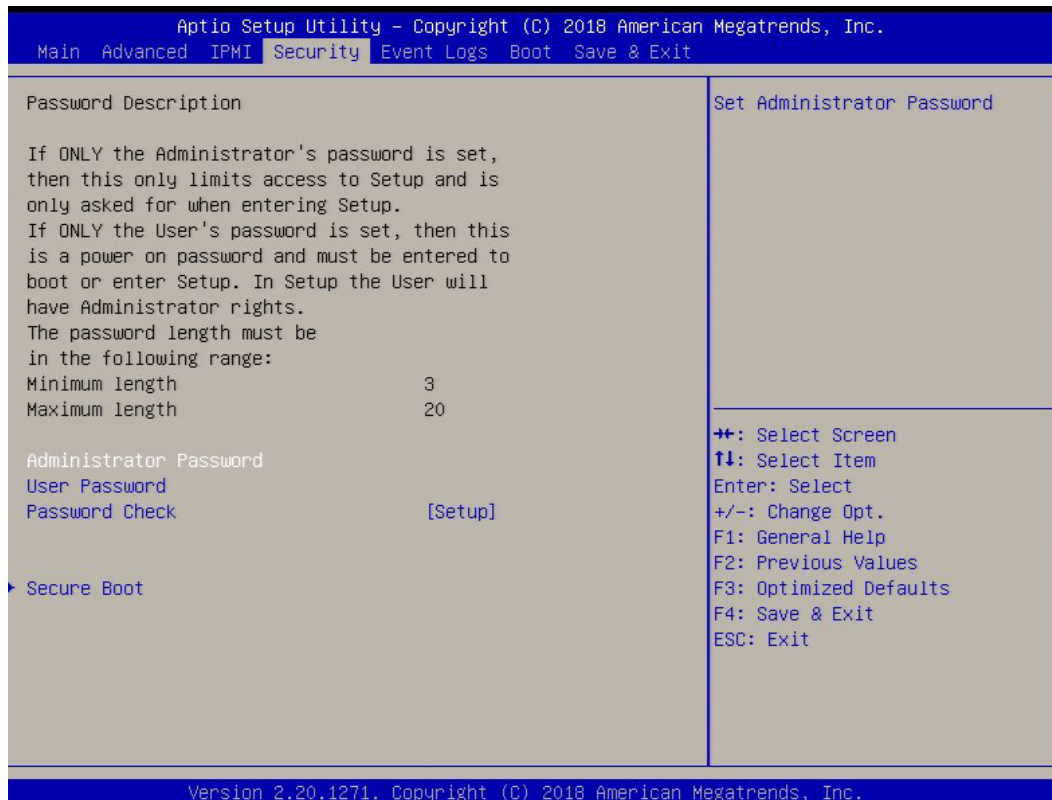 Aptio Setup Utility – Copyright (C) 2018 American Megatrends, Inc.
Main Advanced IPMI Security Event Logs Boot Save & Exit
Password Description
If ONLY the Administrator's password is set,
then this only limits access to Setup and is
only asked for when entering Setup.
If ONLY the User's password is set, then this
is a power on password and must be entered to
boot or enter Setup. In Setup the User will
have Administrator rights.
The password length must be
in the following range:
Minimum length 3
Maximum length 20
Administrator Password
User Password
Password Check [Setup]
Secure Boot
Set Administrator Password
→←: Select Screen
↑↓: Select Item
Enter: Select
+/-: Change Opt.
F1: General Help
F2: Previous Values
F3: Optimized Defaults
F4: Save & Exit
ESC: Exit
Version 2.20.1271. Copyright (C) 2018 American Megatrends, Inc.